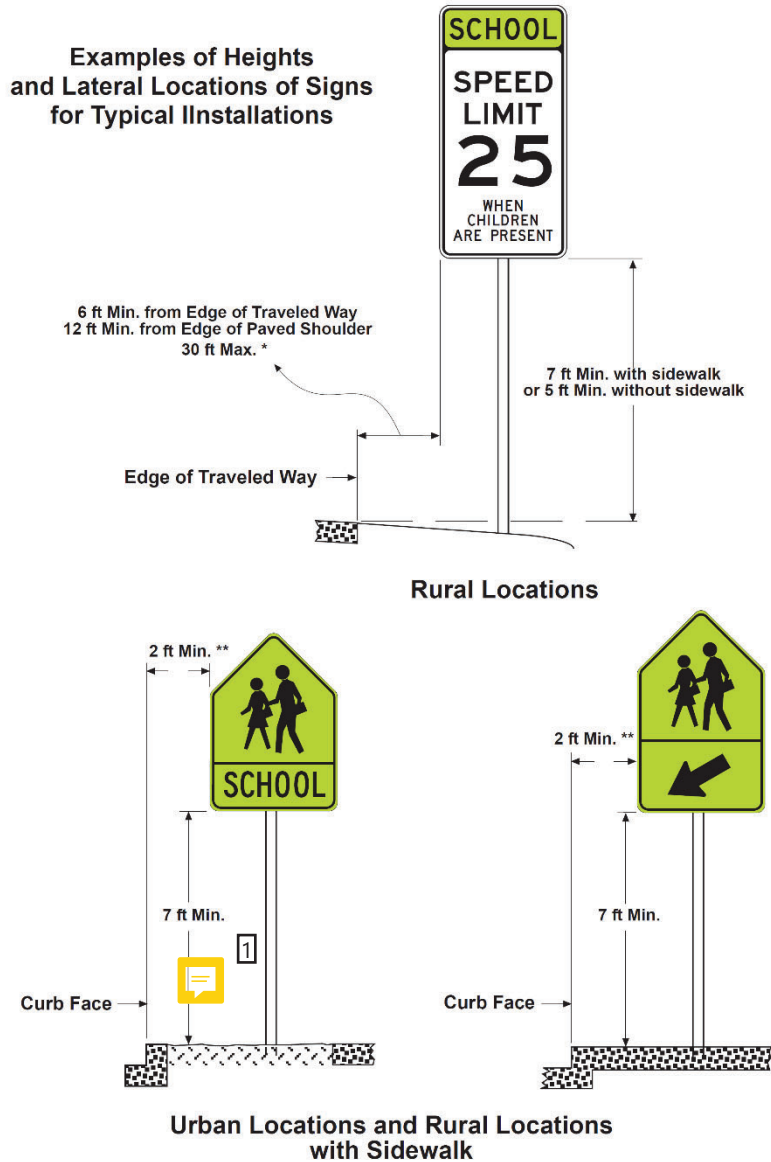 Examples of Heights
and Lateral Locations of Signs
for Typical IInstallations
SCHOOL
SPEED
LIMIT
25
WHEN
CHILDREN
ARE PRESENT
6 ft Min. from Edge of Traveled Way
12 ft Min. from Edge of Paved Shoulder
30 ft Max. *
7 ft Min. with sidewalk
or 5 ft Min. without sidewalk
Edge of Traveled Way
Rural Locations
2 ft Min. **
SCHOOL
7 ft Min.
1
Curb Face
2 ft Min. **
7 ft Min.
Curb Face
Urban Locations and Rural Locations
with Sidewalk